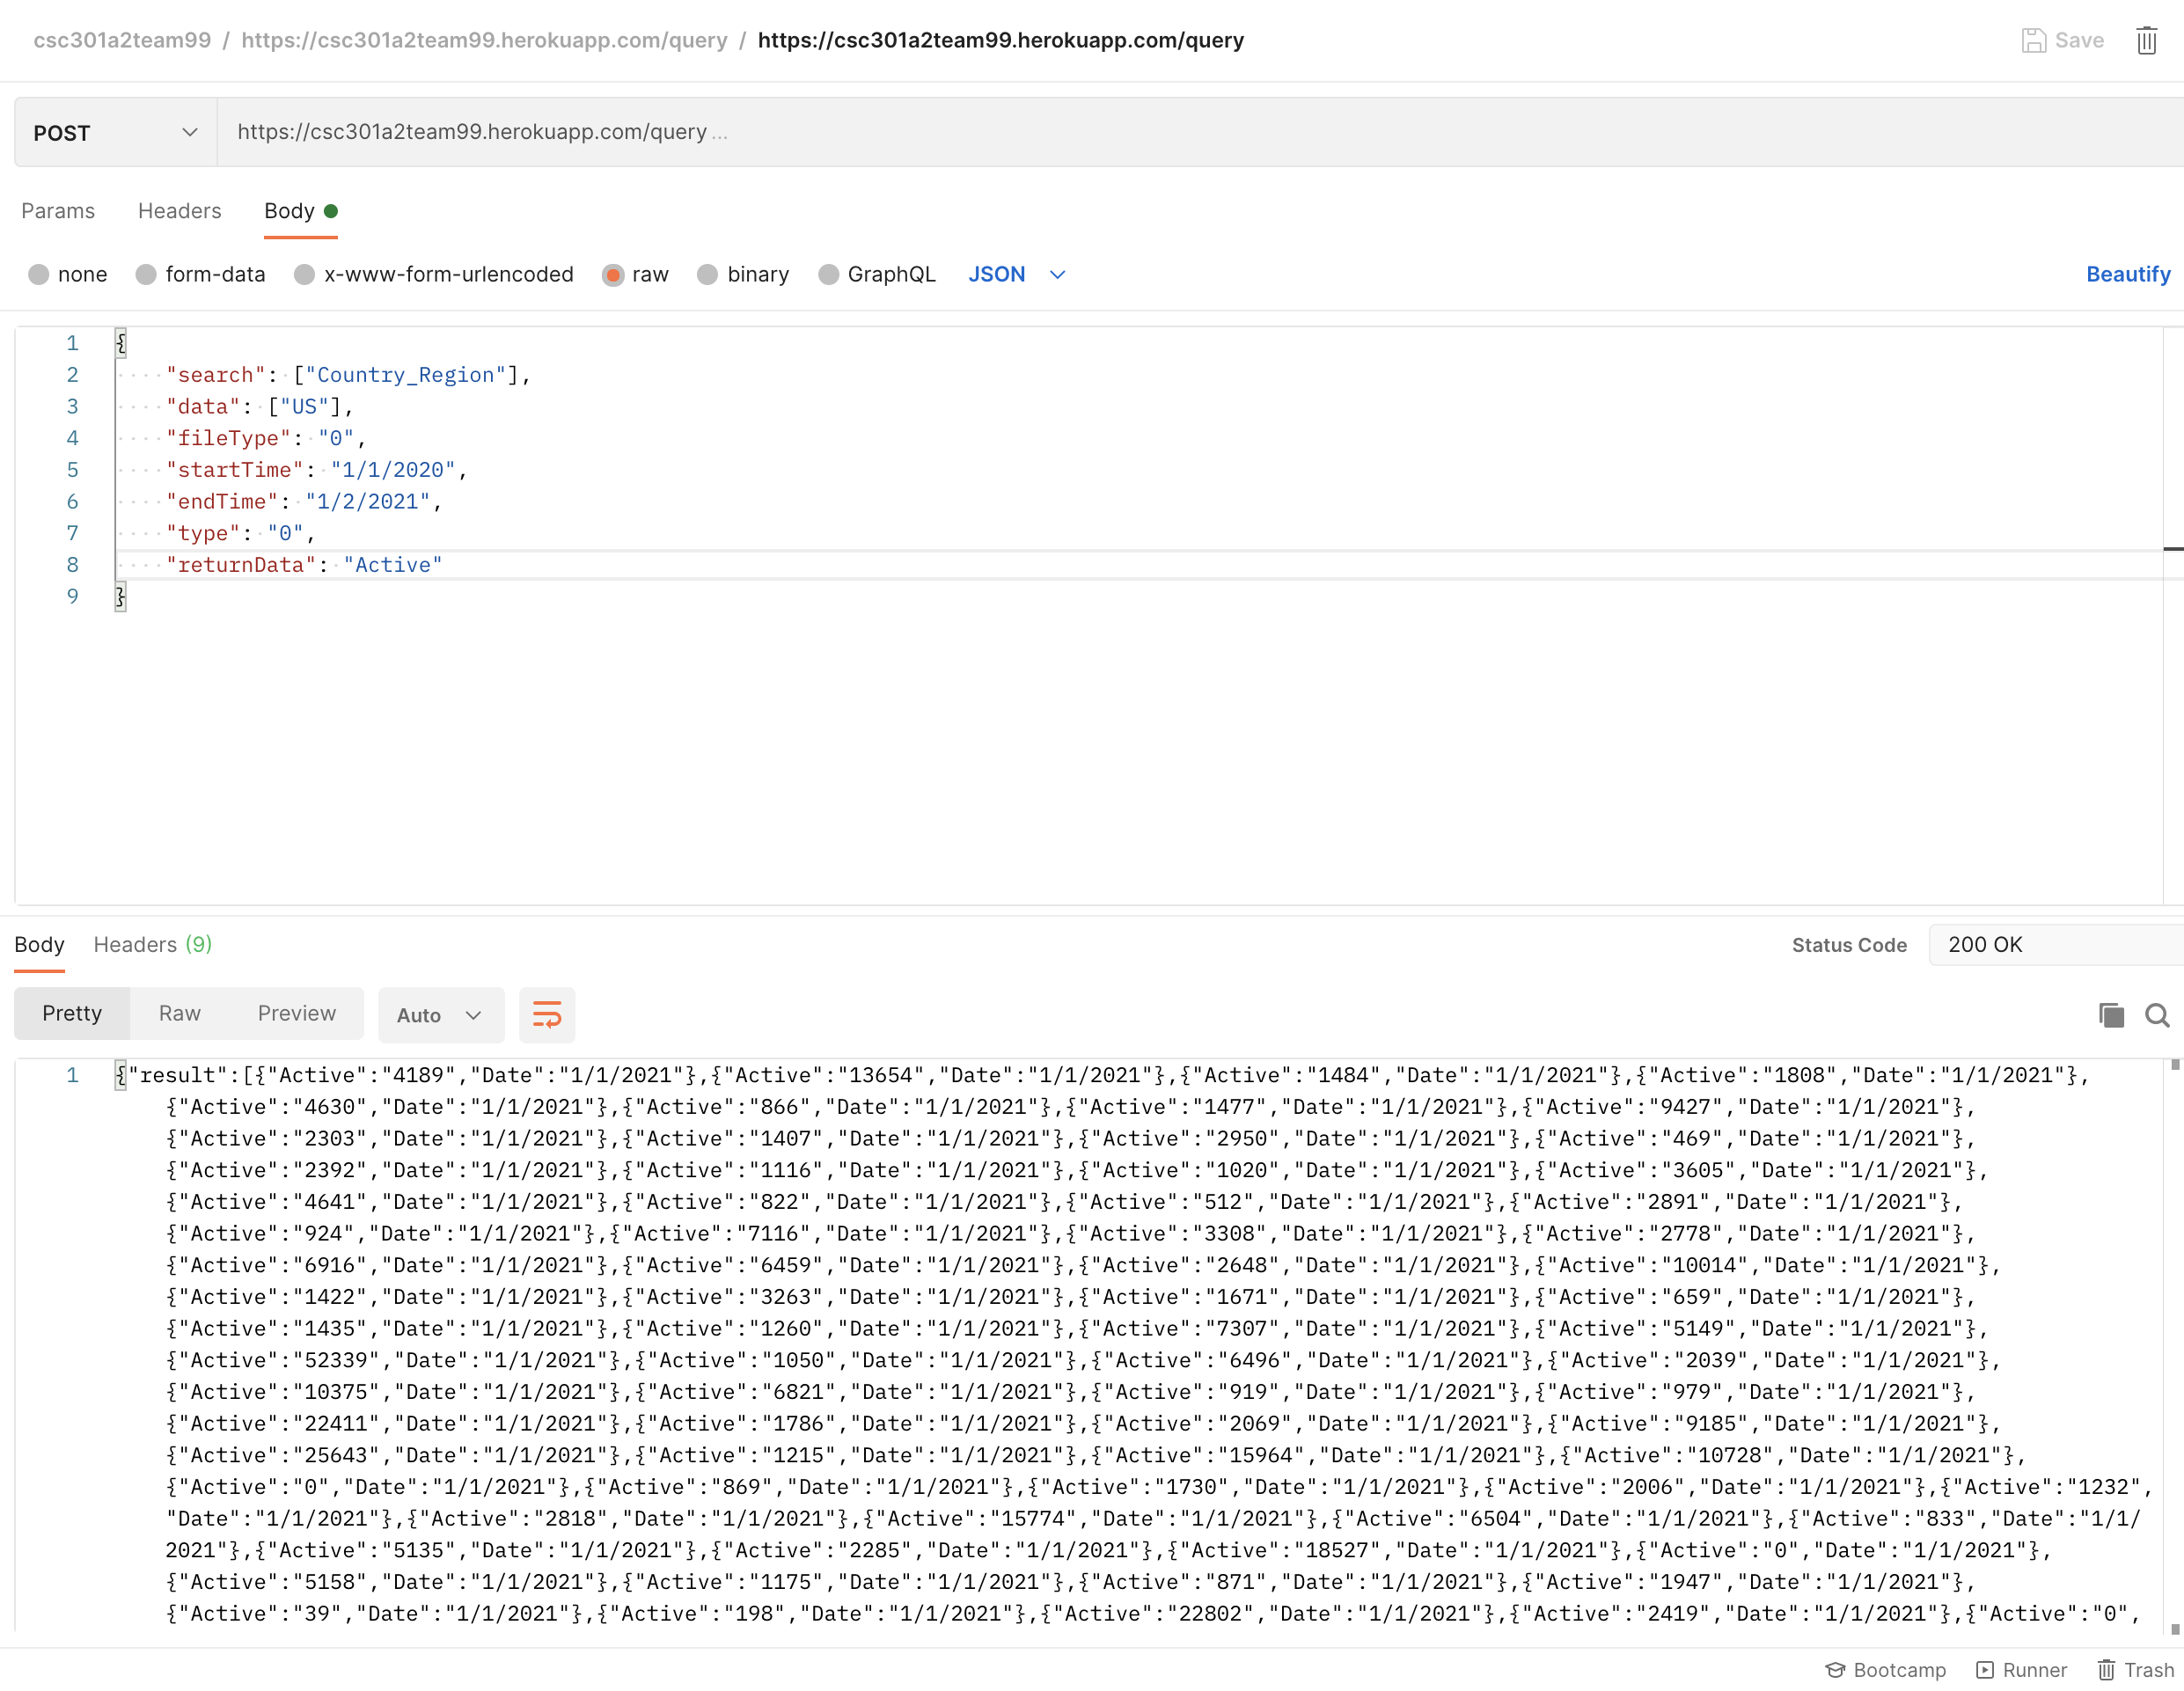 csc301a2team99 / https://csc301a2team99.herokuapp.com/query / https://csc301a2team99.herokuapp.com/query Save
POST https://csc301a2team99.herokuapp.com/query ...
Params Headers Body
none form-data x-www-form-urlencoded raw binary GraphQL JSON Beautify
1 {
2 "search": ["Country_Region"],
3 "data": ["US"],
4 "fileType": "0",
5 "startTime": "1/1/2020",
6 "endTime": "1/2/2021",
7 "type": "0",
8 "returnData": "Active"
9 }
Body Headers (9) Status Code 200 OK
Pretty Raw Preview Auto
1 {"result":[{"Active":"4189","Date":"1/1/2021"},{"Active":"13654","Date":"1/1/2021"},{"Active":"1484","Date":"1/1/2021"},{"Active":"1808","Date":"1/1/2021"},
{"Active":"4630","Date":"1/1/2021"},{"Active":"866","Date":"1/1/2021"},{"Active":"1477","Date":"1/1/2021"},{"Active":"9427","Date":"1/1/2021"},
{"Active":"2303","Date":"1/1/2021"},{"Active":"1407","Date":"1/1/2021"},{"Active":"2950","Date":"1/1/2021"},{"Active":"469","Date":"1/1/2021"},
{"Active":"2392","Date":"1/1/2021"},{"Active":"1116","Date":"1/1/2021"},{"Active":"1020","Date":"1/1/2021"},{"Active":"3605","Date":"1/1/2021"},
{"Active":"4641","Date":"1/1/2021"},{"Active":"822","Date":"1/1/2021"},{"Active":"512","Date":"1/1/2021"},{"Active":"2891","Date":"1/1/2021"},
{"Active":"924","Date":"1/1/2021"},{"Active":"7116","Date":"1/1/2021"},{"Active":"3308","Date":"1/1/2021"},{"Active":"2778","Date":"1/1/2021"},
{"Active":"6916","Date":"1/1/2021"},{"Active":"6459","Date":"1/1/2021"},{"Active":"2648","Date":"1/1/2021"},{"Active":"10014","Date":"1/1/2021"},
{"Active":"1422","Date":"1/1/2021"},{"Active":"3263","Date":"1/1/2021"},{"Active":"1671","Date":"1/1/2021"},{"Active":"659","Date":"1/1/2021"},
{"Active":"1435","Date":"1/1/2021"},{"Active":"1260","Date":"1/1/2021"},{"Active":"7307","Date":"1/1/2021"},{"Active":"5149","Date":"1/1/2021"},
{"Active":"52339","Date":"1/1/2021"},{"Active":"1050","Date":"1/1/2021"},{"Active":"6496","Date":"1/1/2021"},{"Active":"2039","Date":"1/1/2021"},
{"Active":"10375","Date":"1/1/2021"},{"Active":"6821","Date":"1/1/2021"},{"Active":"919","Date":"1/1/2021"},{"Active":"979","Date":"1/1/2021"},
{"Active":"22411","Date":"1/1/2021"},{"Active":"1786","Date":"1/1/2021"},{"Active":"2069","Date":"1/1/2021"},{"Active":"9185","Date":"1/1/2021"},
{"Active":"25643","Date":"1/1/2021"},{"Active":"1215","Date":"1/1/2021"},{"Active":"15964","Date":"1/1/2021"},{"Active":"10728","Date":"1/1/2021"},
{"Active":"0","Date":"1/1/2021"},{"Active":"869","Date":"1/1/2021"},{"Active":"1730","Date":"1/1/2021"},{"Active":"2006","Date":"1/1/2021"},{"Active":"1232",
"Date":"1/1/2021"},{"Active":"2818","Date":"1/1/2021"},{"Active":"15774","Date":"1/1/2021"},{"Active":"6504","Date":"1/1/2021"},{"Active":"833","Date":"1/1/
2021"},{"Active":"5135","Date":"1/1/2021"},{"Active":"2285","Date":"1/1/2021"},{"Active":"18527","Date":"1/1/2021"},{"Active":"0","Date":"1/1/2021"},
{"Active":"5158","Date":"1/1/2021"},{"Active":"1175","Date":"1/1/2021"},{"Active":"871","Date":"1/1/2021"},{"Active":"1947","Date":"1/1/2021"},
{"Active":"39","Date":"1/1/2021"},{"Active":"198","Date":"1/1/2021"},{"Active":"22802","Date":"1/1/2021"},{"Active":"2419","Date":"1/1/2021"},{"Active":"0",
Bootcamp Runner Trash